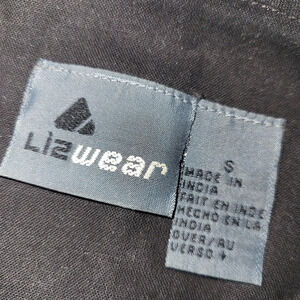 Lizwear
S
MADE IN
INDIA
FAIT EN INDE
HECHO EN LA
INDIA
OVER/AU
VERSO